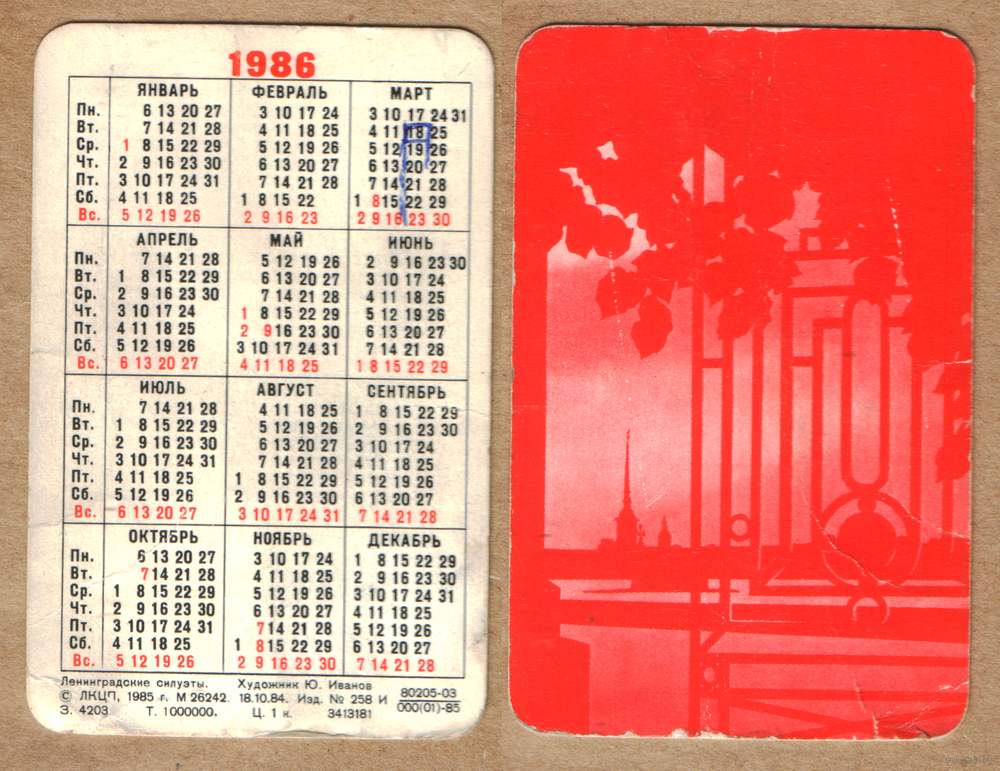 1986
ЯНВАРЬ ФЕВРАЛЬ МАРТ
Пн. 6 13 20 27 3 10 17 24 3 10 17 24 31
Вт. 7 14 21 28 4 11 18 25 4 11 18 25
Ср. 1 8 15 22 29 5 12 19 26 5 12 19 26
Чт. 2 9 16 23 30 6 13 20 27 6 13 20 27
Пт. 3 10 17 24 31 7 14 21 28 7 14 21 28
Сб. 4 11 18 25 1 8 15 22 1 8 15 22 29
Вс. 5 12 19 26 2 9 16 23 2 9 16 23 30
АПРЕЛЬ МАЙ ИЮНЬ
Пн. 7 14 21 28 5 12 19 26 2 9 16 23 30
Вт. 1 8 15 22 29 6 13 20 27 3 10 17 24
Ср. 2 9 16 23 30 7 14 21 28 4 11 18 25
Чт. 3 10 17 24 1 8 15 22 29 5 12 19 26
Пт. 4 11 18 25 2 9 16 23 30 6 13 20 27
Сб. 5 12 19 26 3 10 17 24 31 7 14 21 28
Вс. 6 13 20 27 4 11 18 25 1 8 15 22 29
ИЮЛЬ АВГУСТ СЕНТЯБРЬ
Пн. 7 14 21 28 4 11 18 25 1 8 15 22 29
Вт. 1 8 15 22 29 5 12 19 26 2 9 16 23 30
Ср. 2 9 16 23 30 6 13 20 27 3 10 17 24
Чт. 3 10 17 24 31 7 14 21 28 4 11 18 25
Пт. 4 11 18 25 1 8 15 22 29 5 12 19 26
Сб. 5 12 19 26 2 9 16 23 30 6 13 20 27
Вс. 6 13 20 27 3 10 17 24 31 7 14 21 28
ОКТЯБРЬ НОЯБРЬ ДЕКАБРЬ
Пн. 6 13 20 27 3 10 17 24 1 8 15 22 29
Вт. 7 14 21 28 4 11 18 25 2 9 16 23 30
Ср. 1 8 15 22 29 5 12 19 26 3 10 17 24 31
Чт. 2 9 16 23 30 6 13 20 27 4 11 18 25
Пт. 3 10 17 24 31 7 14 21 28 5 12 19 26
Сб. 4 11 18 25 1 8 15 22 29 6 13 20 27
Вс. 5 12 19 26 2 9 16 23 30 7 14 21 28
Ленинградские силуэты. Художник Ю. Иванов
© ЛКЦП, 1985 г. М 26242. 18.10.84. Изд. № 258 И 80205-03
З. 4203 Т. 1000000. Ц. 1 к. 3413181 000(01)-85